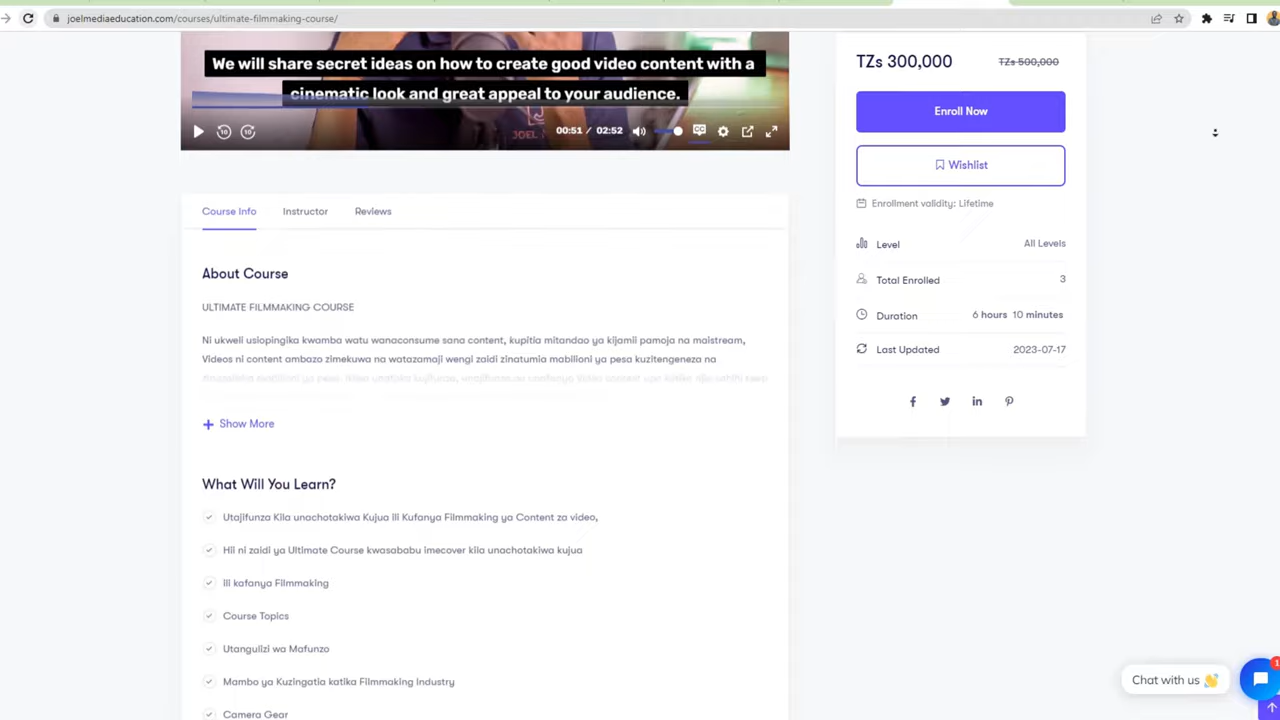 joelmediaeducation.com/courses/ultimate-filmmaking-course/
We will share secret ideas on how to create good video content with a
cinematic look and great appeal to your audience.
JOEL
10
10
00:51 / 02:52
TZs 300,000 TZs 500,000
Enroll Now
Wishlist
Enrollment validity: Lifetime
Level All Levels
Total Enrolled 3
Duration 6 hours 10 minutes
Last Updated 2023-07-17
Course Info Instructor Reviews
About Course
ULTIMATE FILMMAKING COURSE
Ni ukweli usiopingika kwamba watu wanaconsume sana content, kupitia mitandao ya kijamii pamoja na maistream,
Videos ni content ambazo zimekuwa na watazamaji wengi zaidi zinatumia mabilioni ya pesa kuzitengeneza na
+ Show More
What Will You Learn?
Utajifunza Kila unachotakiwa Kujua ili Kufanya Filmmaking ya Content za video,
Hii ni zaidi ya Ultimate Course kwasababu imecover kila unachotakiwa kujua
Ili kafanya Filmmaking
Course Topics
Utangulizi wa Mafunzo
Mambo ya Kuzingatia katika Filmmaking Industry
Camera Gear
Chat with us 👋
1